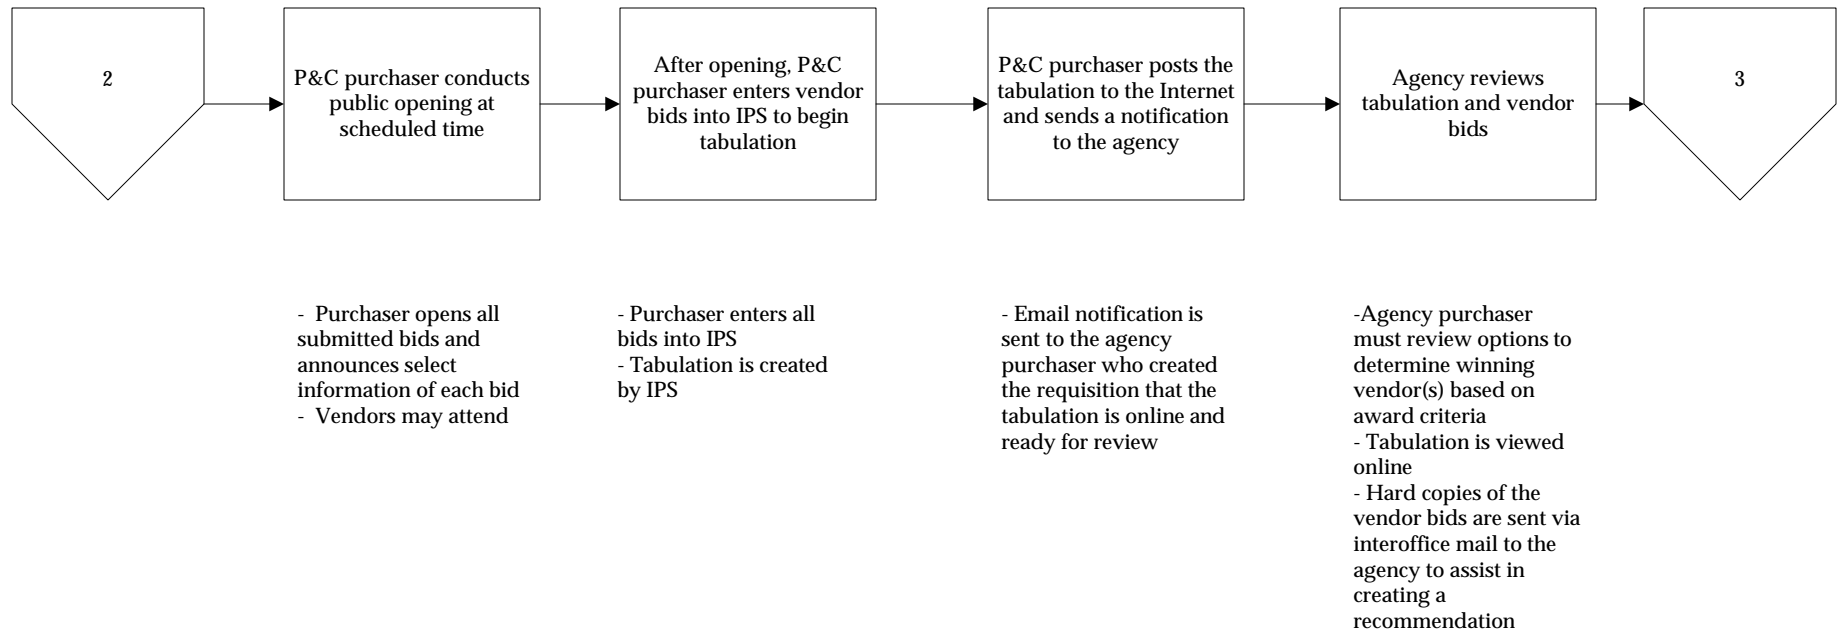 2
P&C purchaser conducts
public opening at
scheduled time
After opening, P&C
purchaser enters vendor
bids into IPS to begin
tabulation
P&C purchaser posts the
tabulation to the Internet
and sends a notification
to the agency
Agency reviews
tabulation and vendor
bids
3
- Purchaser opens all
submitted bids and
announces select
information of each bid
- Vendors may attend
- Purchaser enters all
bids into IPS
- Tabulation is created
by IPS
- Email notification is
sent to the agency
purchaser who created
the requisition that the
tabulation is online and
ready for review
-Agency purchaser
must review options to
determine winning
vendor(s) based on
award criteria
- Tabulation is viewed
online
- Hard copies of the
vendor bids are sent via
interoffice mail to the
agency to assist in
creating a
recommendation